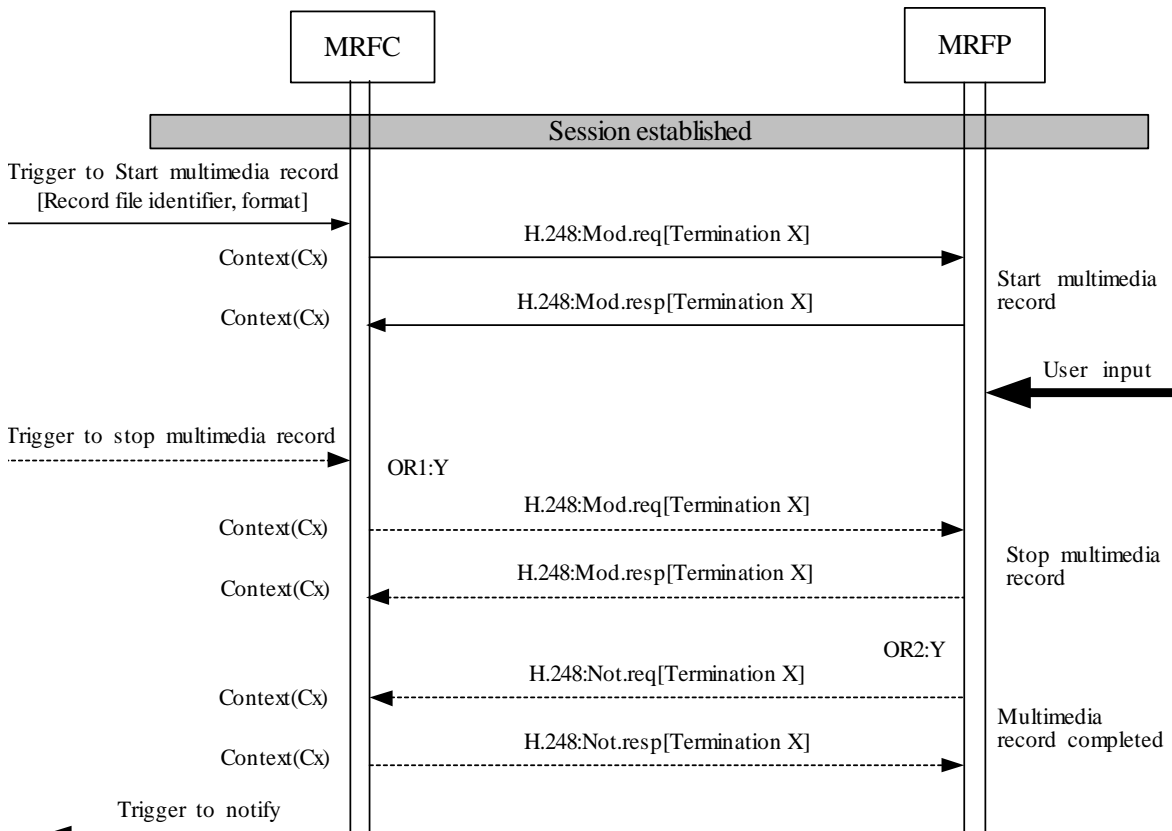 MRFC
MRFP
Session established
Trigger to Start multimedia record
[Record file identifier, format]
H.248:Mod.req[Termination X]
Context(Cx)
Start multimedia
record
H.248:Mod.resp[Termination X]
Context(Cx)
User input
Trigger to stop multimedia record
OR1:Y
H.248:Mod.req[Termination X]
Context(Cx)
Stop multimedia
record
H.248:Mod.resp[Termination X]
Context(Cx)
OR2:Y
H.248:Not.req[Termination X]
Context(Cx)
Multimedia
record completed
H.248:Not.resp[Termination X]
Context(Cx)
Trigger to notify